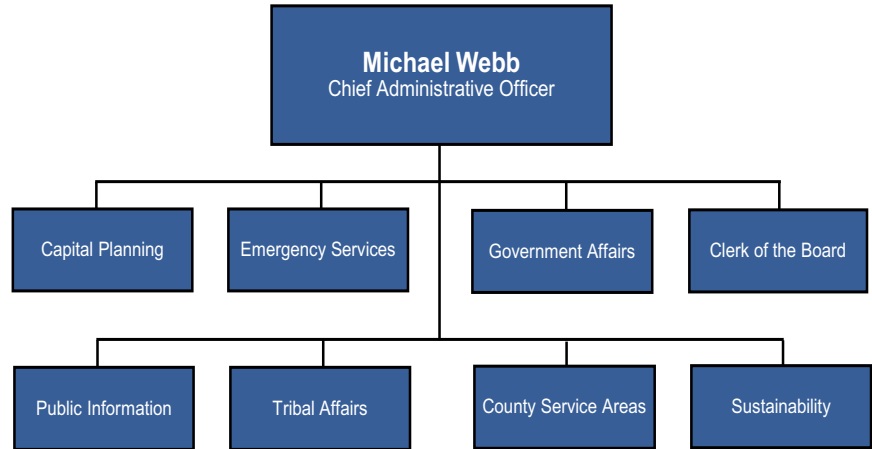 Michael Webb
Chief Administrative Officer
Capital Planning
Emergency Services
Government Affairs
Clerk of the Board
Public Information
Tribal Affairs
County Service Areas
Sustainability